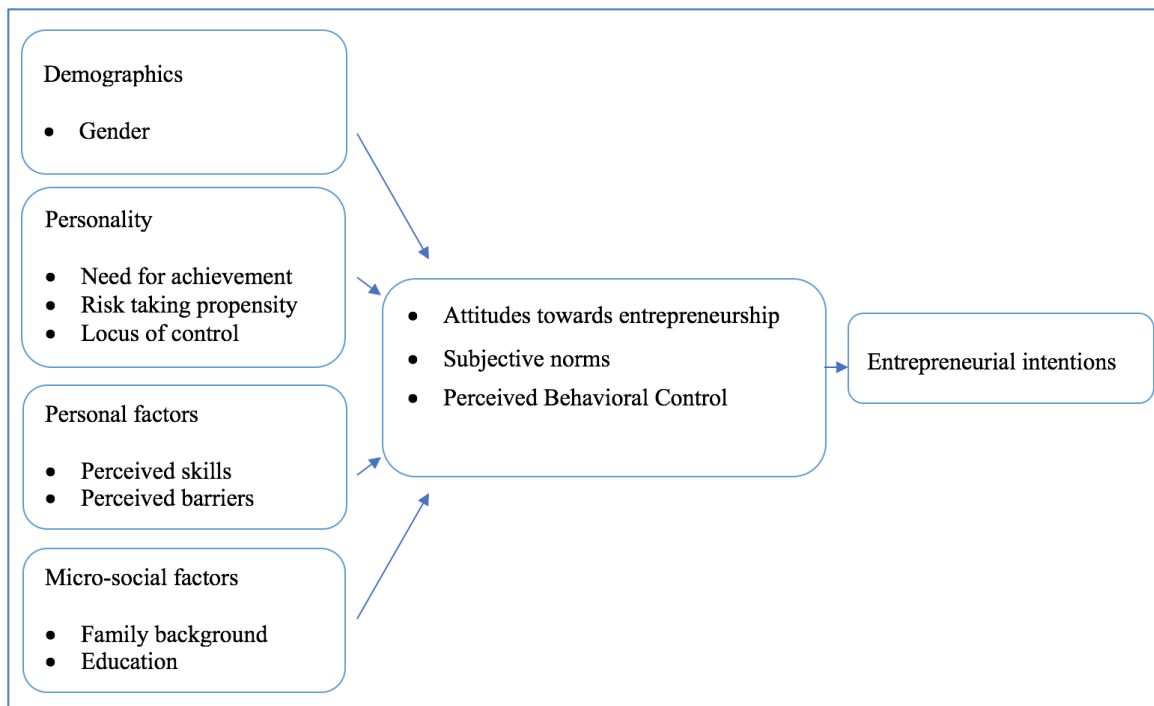 Demographics
• Gender
Personality
• Need for achievement
• Risk taking propensity
• Locus of control
Personal factors
• Perceived skills
• Perceived barriers
Micro-social factors
• Family background
• Education
• Attitudes towards entrepreneurship
• Subjective norms
• Perceived Behavioral Control
Entrepreneurial intentions